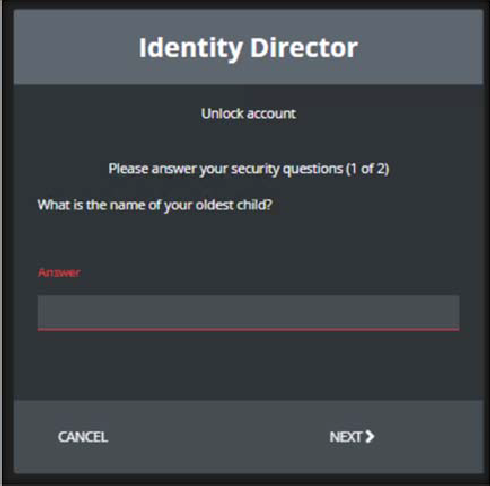 Identity Director
Unlock account
Please answer your security questions (1 of 2)
What is the name of your oldest child?
Answer
CANCEL
NEXT